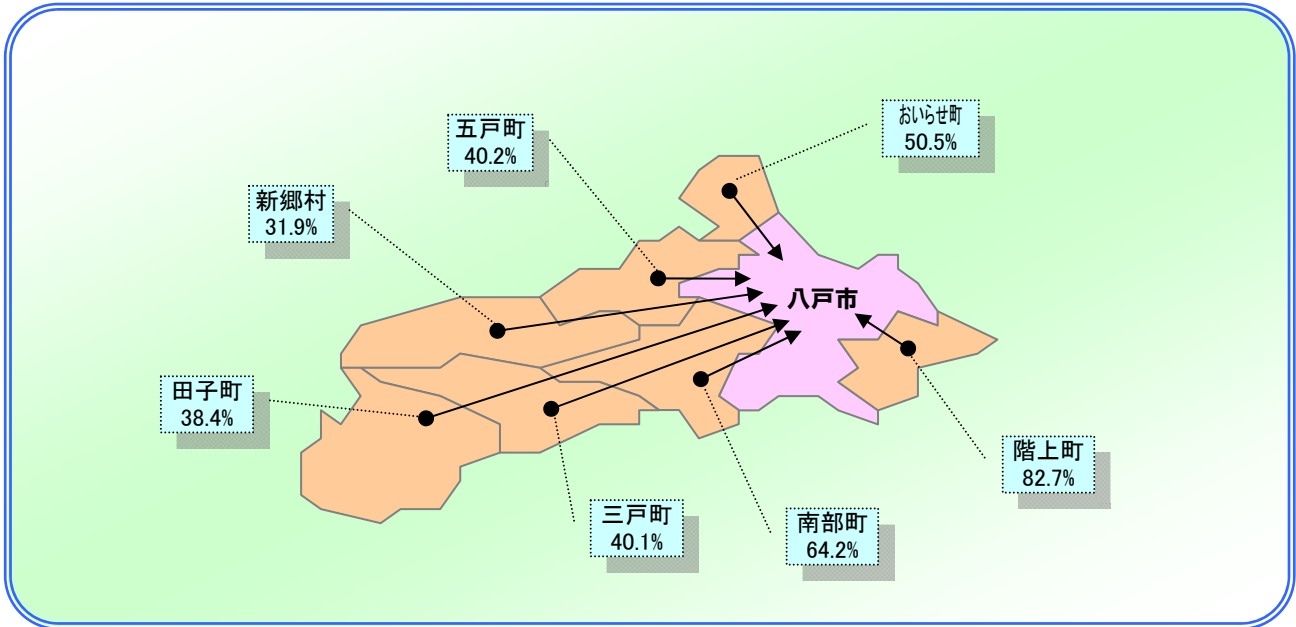 おいらせ町
50.5%
五戸町
40.2%
新郷村
31.9%
八戸市
田子町
38.4%
階上町
82.7%
三戸町
40.1%
南部町
64.2%